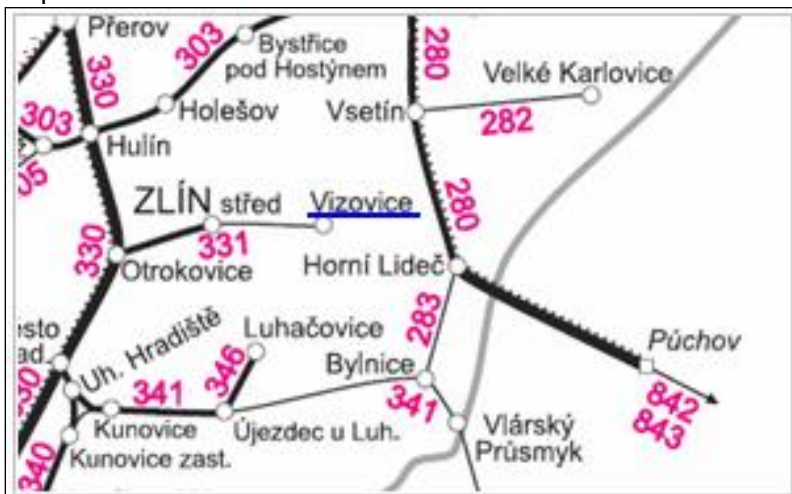 Přerov
303
280
Bystřice
pod Hostýnem
Velké Karlovice
330
303
Holešov
Vsetín
282
Hulín
05
ZLÍN střed
Vizovice
280
331
330
Otrokovice
Horní Lideč
283
Luhačovice
Púchov
Uh. Hradiště
346
Bylnice
341
341
842
843
Kunovice
Újezdec u Luh.
Vlárský
Průsmyk
Kunovice zast.
340